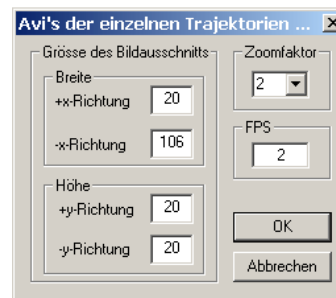 Avi's der einzelnen Trajektorien ...
Grösse des Bildausschnitts
Breite
+x-Richtung 20
-x-Richtung 106
Höhe
+y-Richtung 20
-y-Richtung 20
Zoomfaktor
2
FPS
2
OK
Abbrechen